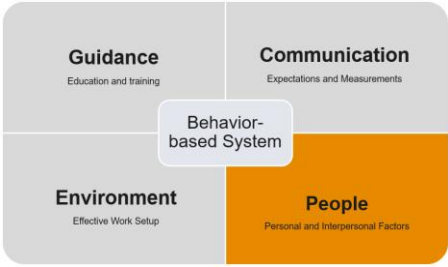 Guidance
Education and training
Communication
Expectations and Measurements
Behavior-
based System
Environment
Effective Work Setup
People
Personal and Interpersonal Factors